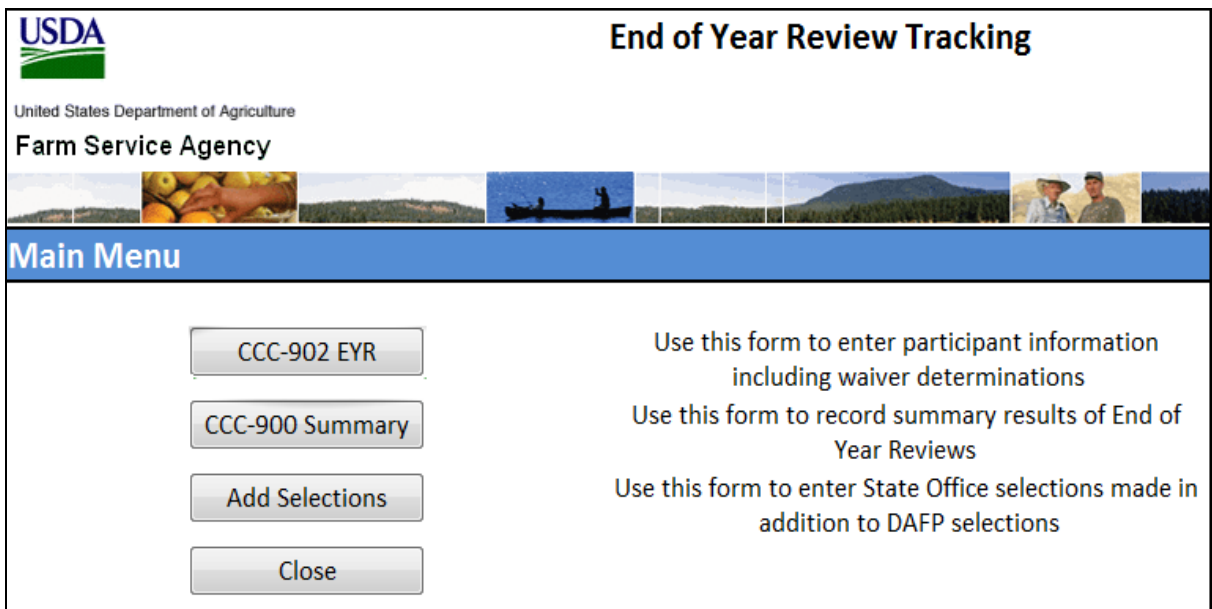 USDA
End of Year Review Tracking
United States Department of Agriculture
Farm Service Agency
Main Menu
CCC-902 EYR
Use this form to enter participant information
including waiver determinations
CCC-900 Summary
Use this form to record summary results of End of
Year Reviews
Add Selections
Use this form to enter State Office selections made in
addition to DAFP selections
Close